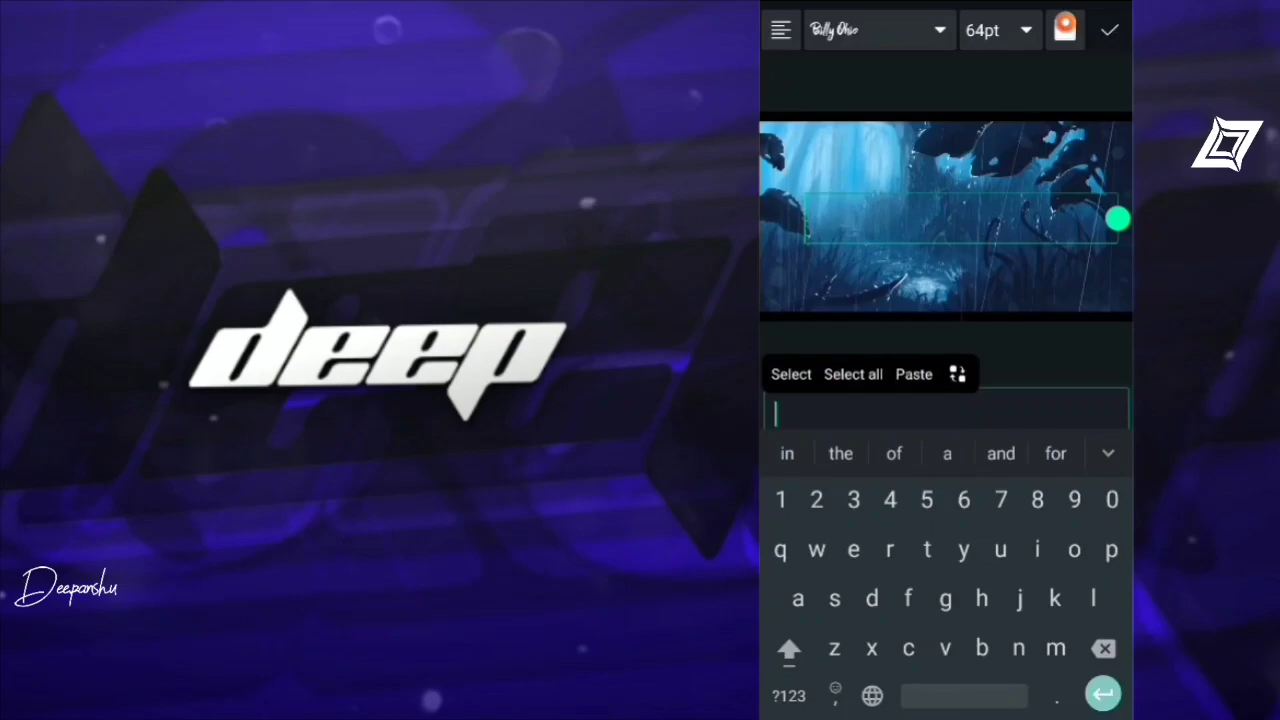 deep
Deepanshu
Billy Ohio
64pt
Select Select all Paste
in the of a and for
1 2 3 4 5 6 7 8 9 0
q w e r t y u i o p
a s d f g h j k l
z x c v b n m
?123 , .